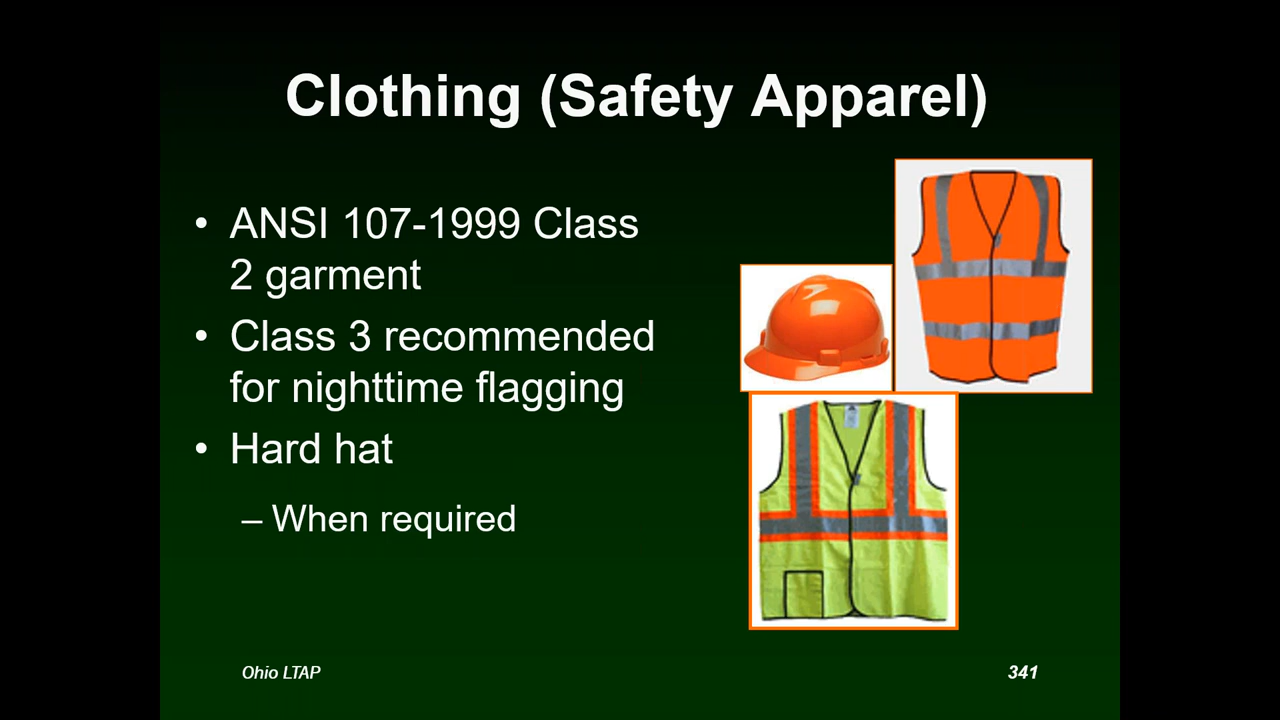 Clothing (Safety Apparel)
• ANSI 107-1999 Class
2 garment
• Class 3 recommended
for nighttime flagging
• Hard hat
– When required
Ohio LTAP
341